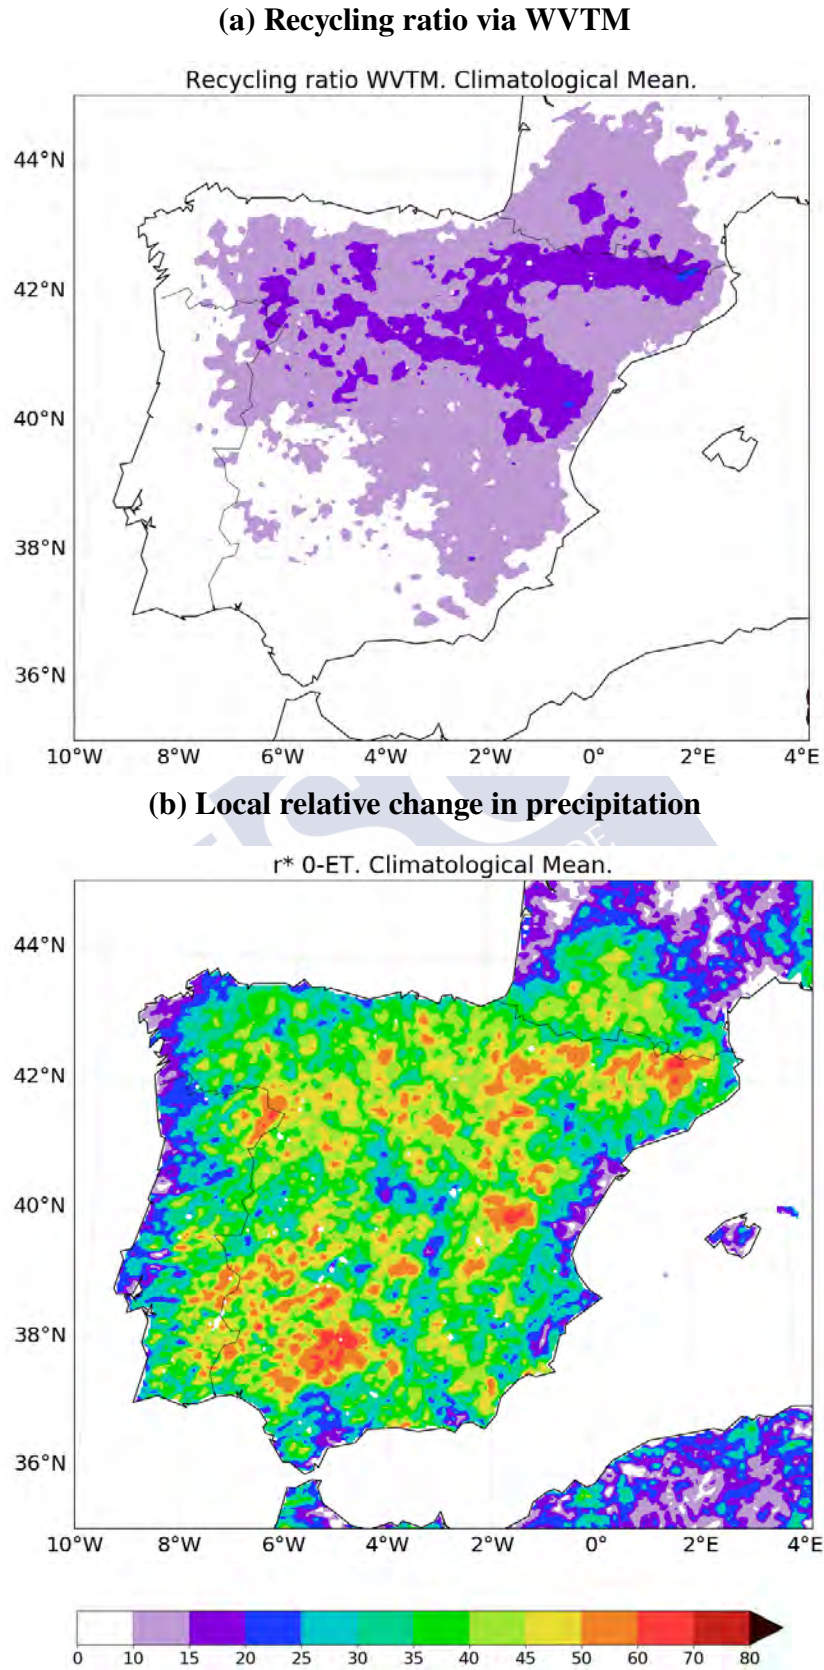 (a) Recycling ratio via WVTM
Recycling ratio WVTM. Climatological Mean.
44°N
42°N
40°N
38°N
36°N
10°W 8°W 6°W 4°W 2°W 0° 2°E 4°E
(b) Local relative change in precipitation
DE
r* 0-ET. Climatological Mean.
44°N
42°N
40°N
38°N
36°N
10°W 8°W 6°W 4°W 2°W 0° 2°E 4°E
0 10 15 20 25 30 35 40 45 50 60 70 80